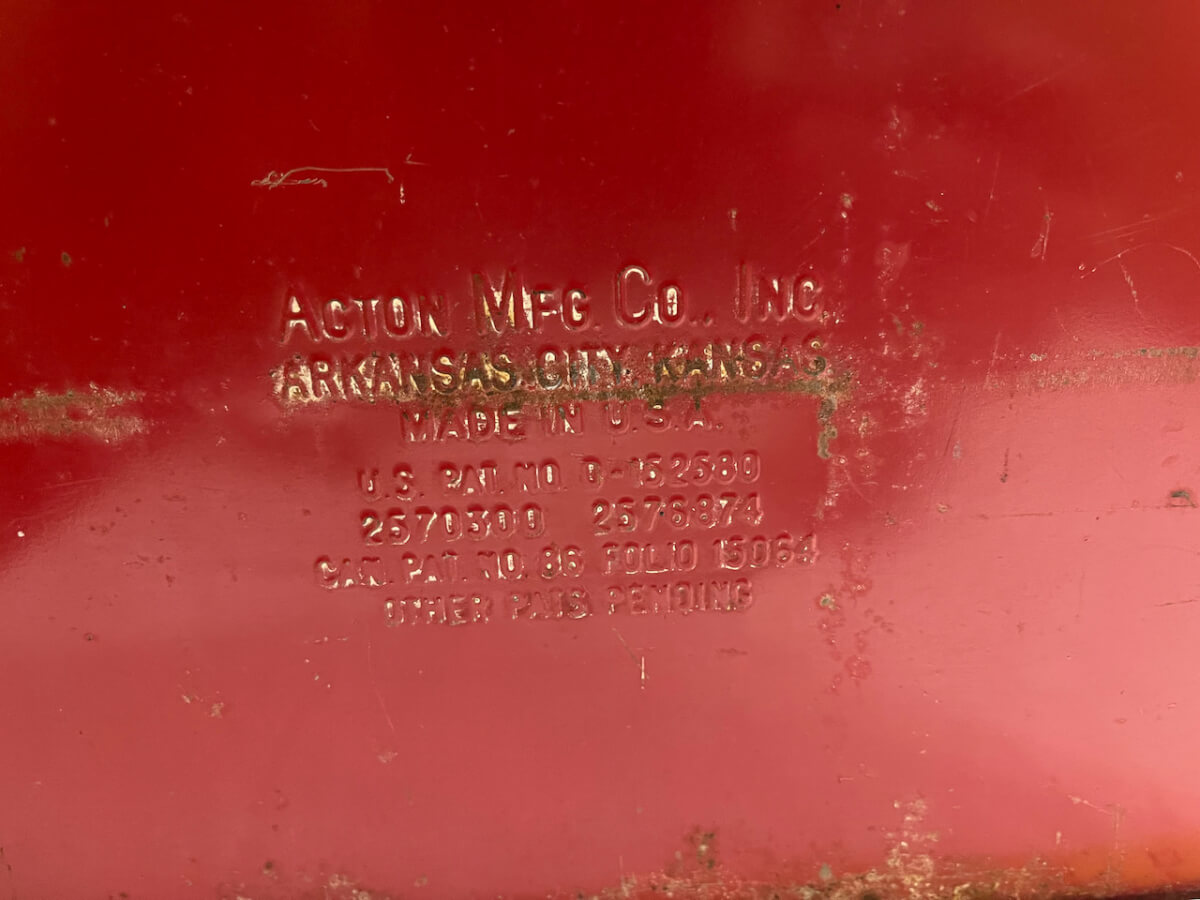 ACTON MFG. CO., INC.
ARKANSAS CITY, KANSAS
MADE IN U.S.A.
U.S. PAT. NO. D-152580
2570300 2576874
CAN. PAT. NO. 86 FOLIO 15064
OTHER PATS. PENDING